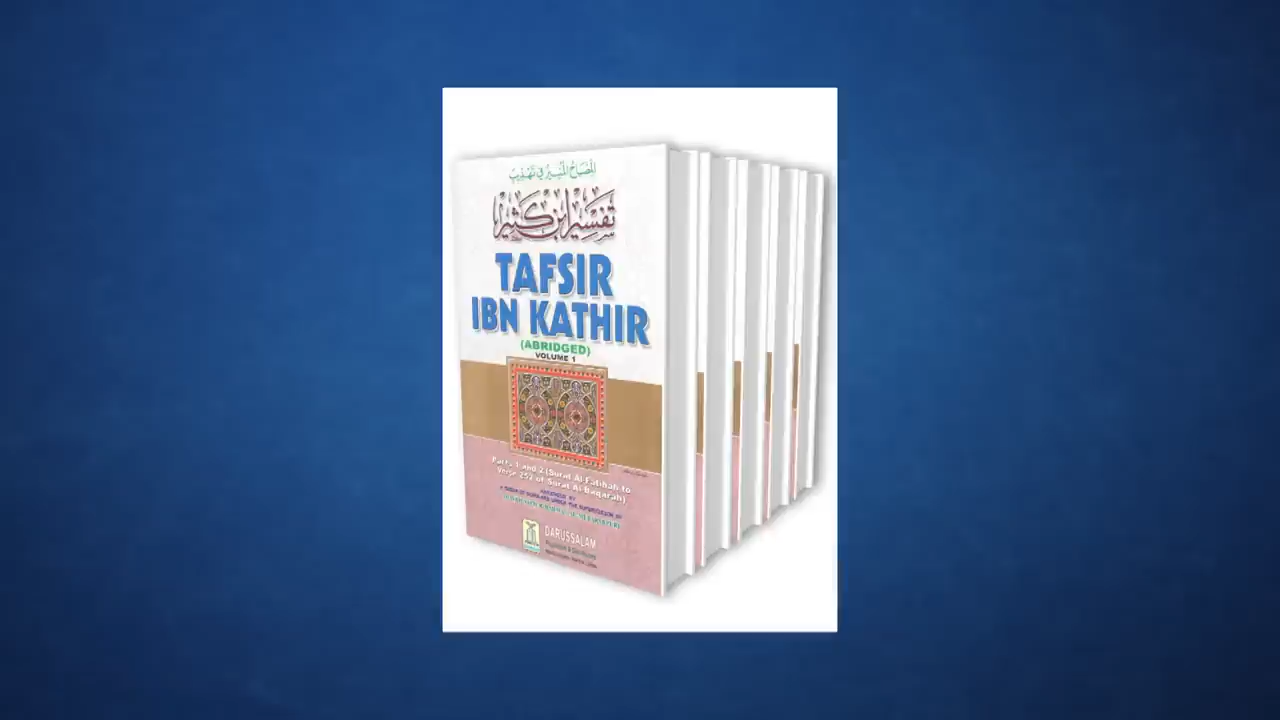 المصباح المنير في تهذيب
تفسير ابن كثير
TAFSIR
IBN KATHIR
(ABRIDGED)
VOLUME 1
Parts 1 and 2 (Surat Al-Fatihah to
Verse 252 of Surat Al-Baqarah)
DARUSSALAM